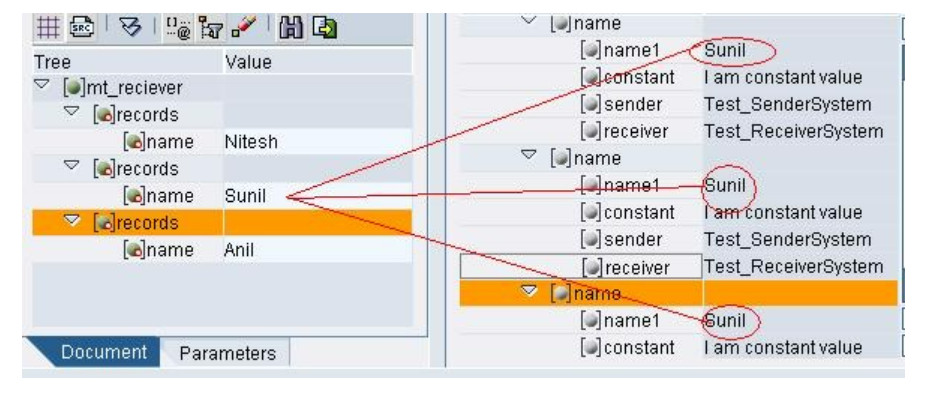 SRC
Tree Value
[]mt_reciever
[]records
[]name Nitesh
[]records
[]name Sunil
[]records
[]name Anil
Document Parameters
[]name
[]name1 Sunil
[]constant I am constant value
[]sender Test_SenderSystem
[]receiver Test_ReceiverSystem
[]name
[]name1 Sunil
[]constant I am constant value
[]sender Test_SenderSystem
[]receiver Test_ReceiverSystem
[]name
[]name1 Sunil
[]constant I am constant value